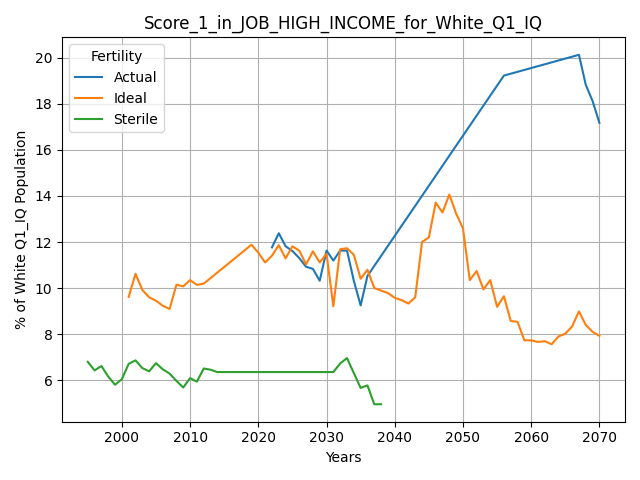 Score_1_in_JOB_HIGH_INCOME_for_White_Q1_IQ
Fertility
Actual
Ideal
Sterile
% of White Q1_IQ Population
20
18
16
14
12
10
8
6
2000 2010 2020 2030 2040 2050 2060 2070
Years